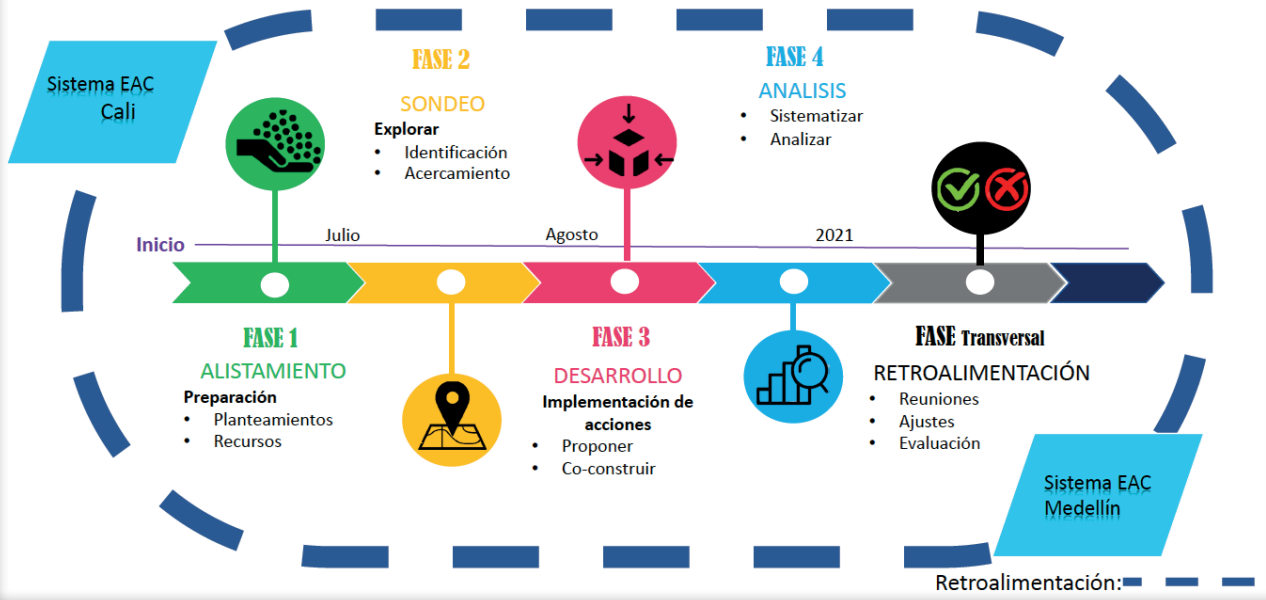 Sistema EAC
Cali
FASE 2
SONDEO
Explorar
• Identificación
• Acercamiento
FASE 4
ANALISIS
• Sistematizar
• Analizar
Inicio
Julio
Agosto
2021
FASE 1
ALISTAMIENTO
Preparación
• Planteamientos
• Recursos
FASE 3
DESARROLLO
Implementación de
acciones
• Proponer
• Co-construir
FASE Transversal
RETROALIMENTACIÓN
• Reuniones
• Ajustes
• Evaluación
Sistema EAC
Medellín
Retroalimentación: